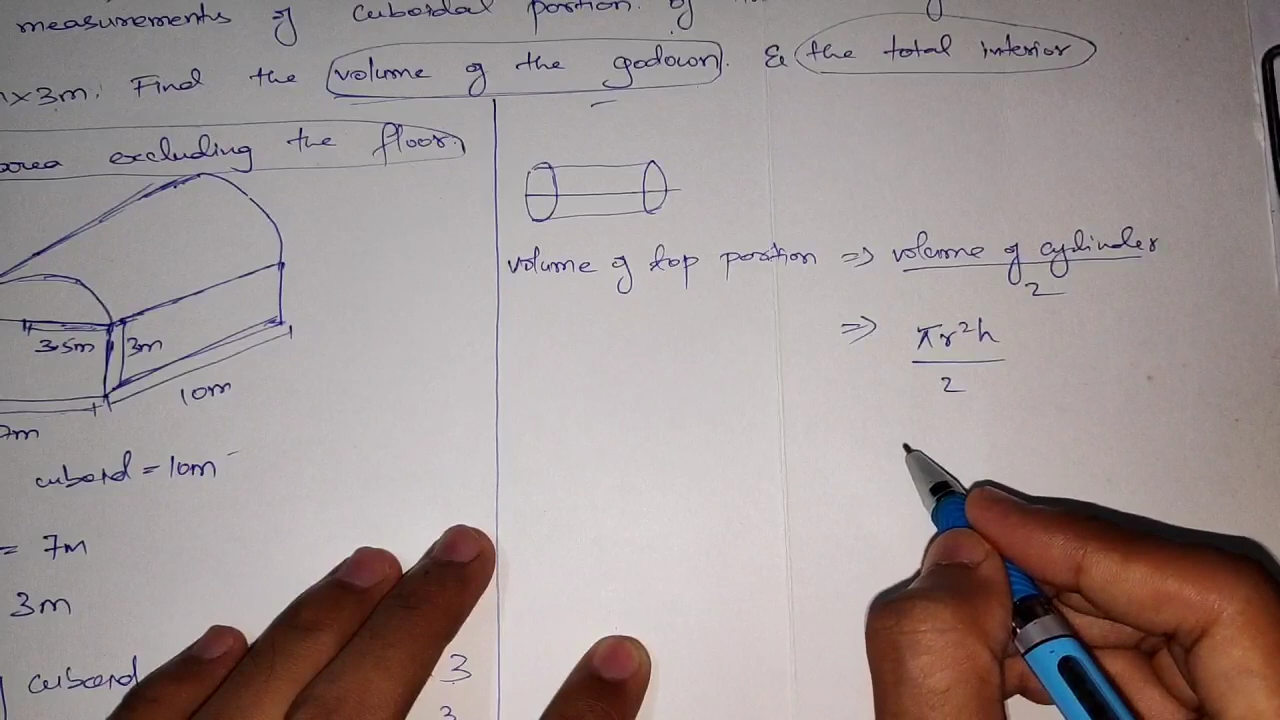 measurements of cuboidal portion of
x3m. Find the volume of the godown. & the total interior
area excluding the floor.
3.5m
3m
10m
7m
cuboid = 10m
= 7m
3m
cuboid
3
3
volume of top position => volume of cylinder
2
=> πr²h
2